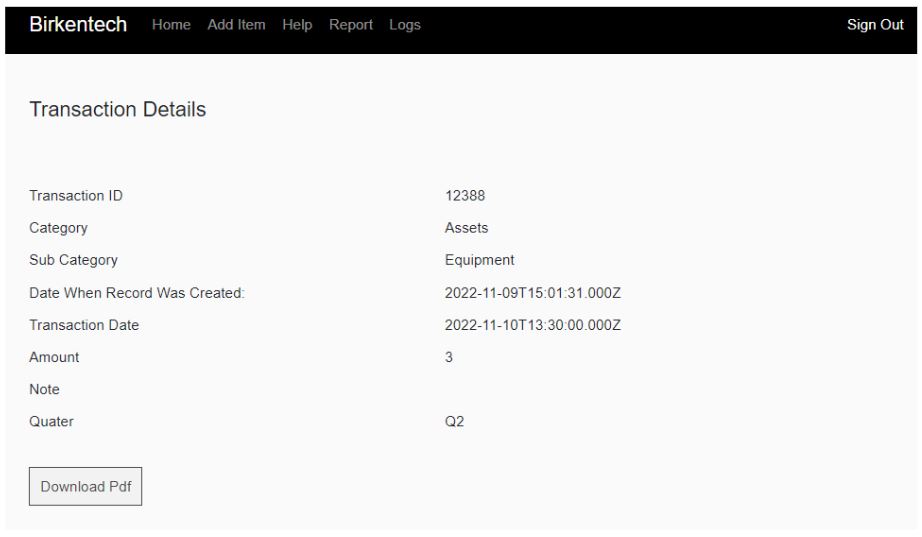 Birkentech Home Add Item Help Report Logs Sign Out
Transaction Details
Transaction ID 12388
Category Assets
Sub Category Equipment
Date When Record Was Created: 2022-11-09T15:01:31.000Z
Transaction Date 2022-11-10T13:30:00.000Z
Amount 3
Note
Quater Q2
Download Pdf